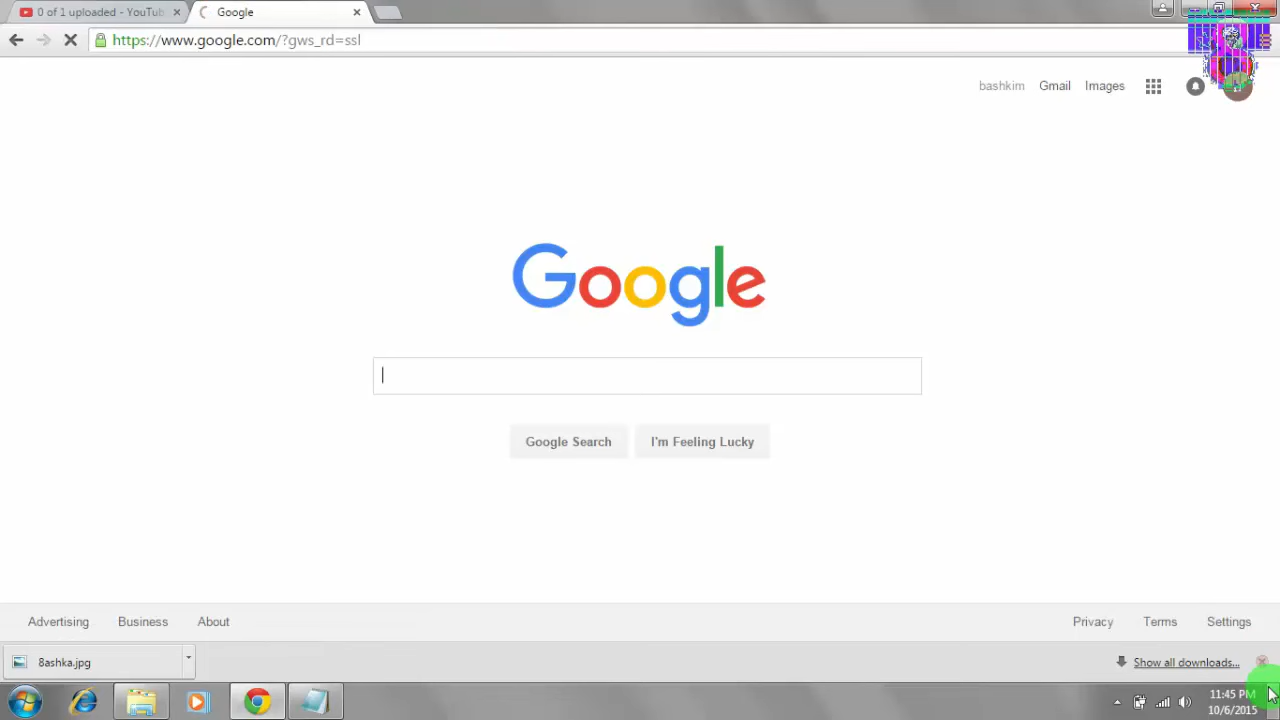 0 of 1 uploaded - YouTub
Google
https://www.google.com/?gws_rd=ssl
bashkim Gmail Images
Google
Google Search I'm Feeling Lucky
Advertising Business About Privacy Terms Settings
8ashka.jpg Show all downloads...
11:45 PM
10/6/2015